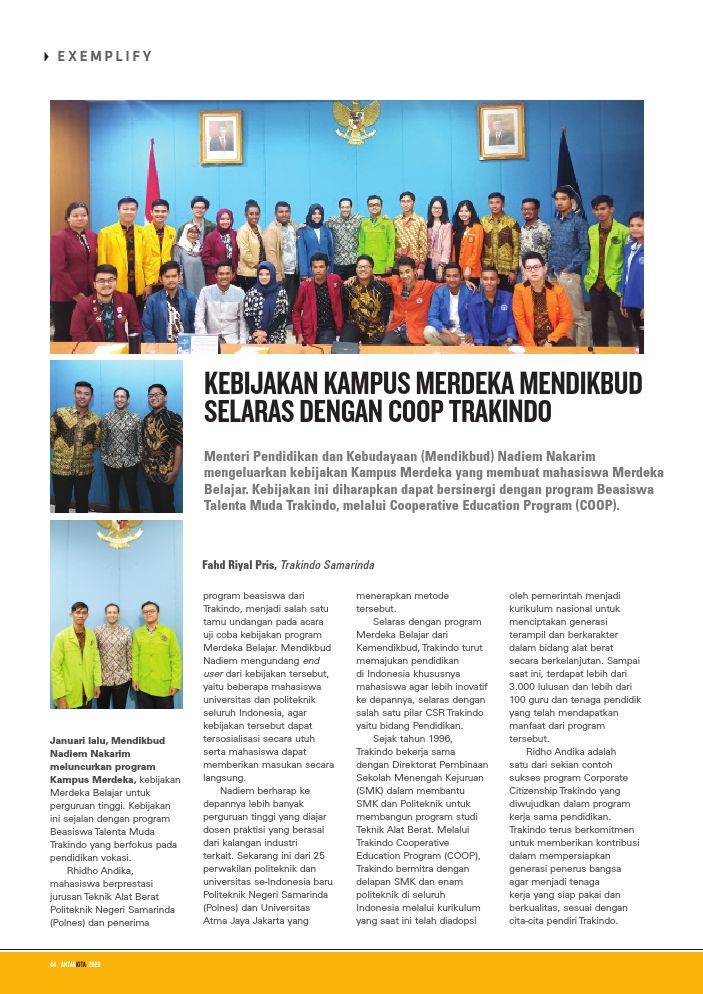 EXEMPLIFY
KEBIJAKAN KAMPUS MERDEKA MENDIKBUD
SELARAS DENGAN COOP TRAKINDO
Menteri Pendidikan dan Kebudayaan (Mendikbud) Nadiem Nakarim
mengeluarkan kebijakan Kampus Merdeka yang membuat mahasiswa Merdeka
Belajar. Kebijakan ini diharapkan dapat bersinergi dengan program Beasiswa
Talenta Muda Trakindo, melalui Cooperative Education Program (COOP).
Fahd Riyal Pris, Trakindo Samarinda
Januari lalu, Mendikbud
Nadiem Nakarim
meluncurkan program
Kampus Merdeka, kebijakan
Merdeka Belajar untuk
perguruan tinggi. Kebijakan
ini sejalan dengan program
Beasiswa Talenta Muda
Trakindo yang berfokus pada
pendidikan vokasi.
Rhidho Andika,
mahasiswa berprestasi
jurusan Teknik Alat Berat
Politeknik Negeri Samarinda
(Polnes) dan penerima
program beasiswa dari
Trakindo, menjadi salah satu
tamu undangan pada acara
uji coba kebijakan program
Merdeka Belajar. Mendikbud
Nadiem mengundang end
user dari kebijakan tersebut,
yaitu beberapa mahasiswa
universitas dan politeknik
seluruh Indonesia, agar
kebijakan tersebut dapat
tersosialisasi secara utuh
serta mahasiswa dapat
memberikan masukan secara
langsung.
Nadiem berharap ke
depannya lebih banyak
perguruan tinggi yang diajar
dosen praktisi yang berasal
dari kalangan industri
terkait. Sekarang ini dari 25
perwakilan politeknik dan
universitas se-Indonesia baru
Politeknik Negeri Samarinda
(Polnes) dan Universitas
Atma Jaya Jakarta yang
menerapkan metode
tersebut.
Selaras dengan program
Merdeka Belajar dari
Kemendikbud, Trakindo turut
memajukan pendidikan
di Indonesia khususnya
mahasiswa agar lebih inovatif
ke depannya, selaras dengan
salah satu pilar CSR Trakindo
yaitu bidang Pendidikan.
Sejak tahun 1996,
Trakindo bekerja sama
dengan Direktorat Pembinaan
Sekolah Menengah Kejuruan
(SMK) dalam membantu
SMK dan Politeknik untuk
membangun program studi
Teknik Alat Berat. Melalui
Trakindo Cooperative
Education Program (COOP),
Trakindo bermitra dengan
delapan SMK dan enam
politeknik di seluruh
Indonesia melalui kurikulum
yang saat ini telah diadopsi
oleh pemerintah menjadi
kurikulum nasional untuk
menciptakan generasi
terampil dan berkarakter
dalam bidang alat berat
secara berkelanjutan. Sampai
saat ini, terdapat lebih dari
3.000 lulusan dan lebih dari
100 guru dan tenaga pendidik
yang telah mendapatkan
manfaat dari program
tersebut.
Ridho Andika adalah
satu dari sekian contoh
sukses program Corporate
Citizenship Trakindo yang
diwujudkan dalam program
kerja sama pendidikan.
Trakindo terus berkomitmen
untuk memberikan kontribusi
dalam mempersiapkan
generasi penerus bangsa
agar menjadi tenaga
kerja yang siap pakai dan
berkualitas, sesuai dengan
cita-cita pendiri Trakindo.
44 ANTARKITA 2020